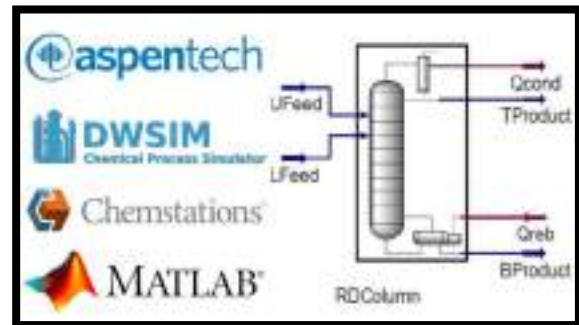 aspentech
DWSIM
Chemical Process Simulator
Chemstations
MATLAB®
UFeed
LFeed
Qcond
TProduct
Qreb
BProduct
RDColumn